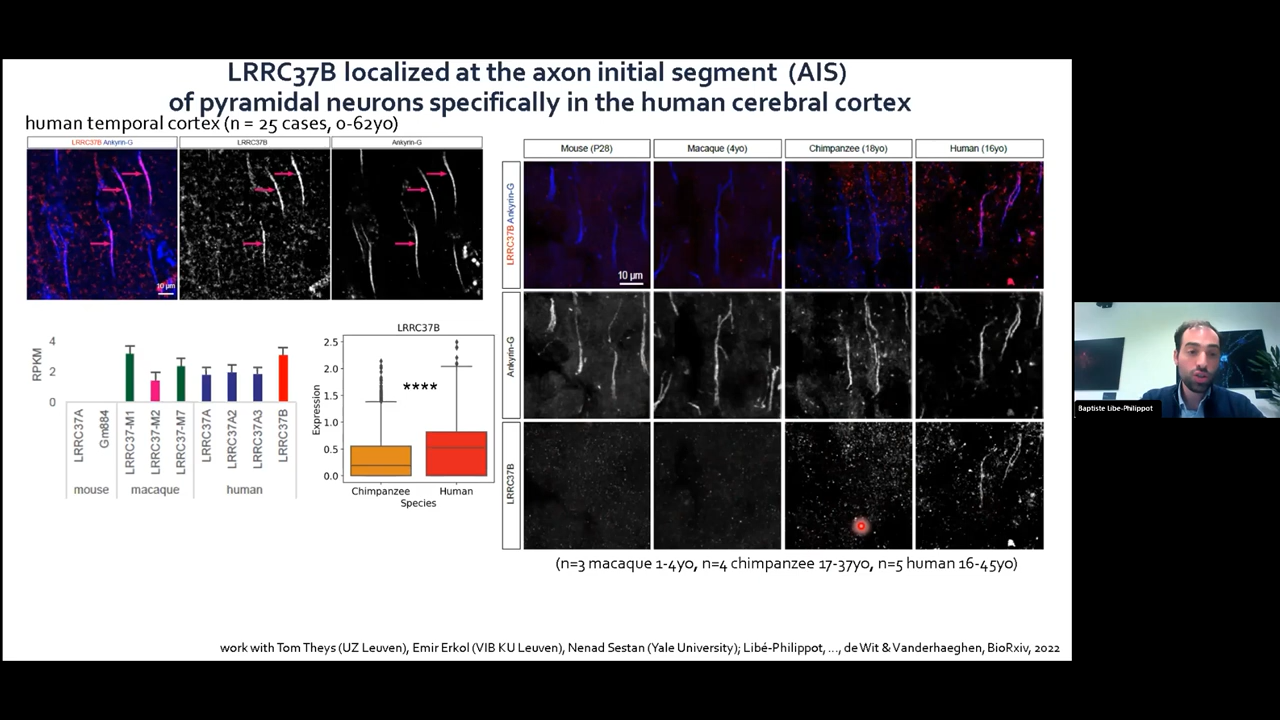 LRRC37B localized at the axon initial segment (AIS)
of pyramidal neurons specifically in the human cerebral cortex
human temporal cortex (n = 25 cases, 0-62yo)
LRRC37B Ankyrin-G
LRRC37B
Ankyrin-G
10 µm
Mouse (P28)
Macaque (4yo)
Chimpanzee (18yo)
Human (16yo)
LRRC37B Ankyrin-G
10 µm
Ankyrin-G
LRRC37B
RPKM
4
2
0
LRRC37A
Gm884
LRRC37-M1
LRRC37-M2
LRRC37-M7
LRRC37A
LRRC37A2
LRRC37A3
LRRC37B
mouse
macaque
human
LRRC37B
Expression
2.5
2.0
1.5
1.0
0.5
0.0
****
Chimpanzee
Human
Species
(n=3 macaque 1-4yo, n=4 chimpanzee 17-37yo, n=5 human 16-45yo)
work with Tom Theys (UZ Leuven), Emir Erkol (VIB KU Leuven), Nenad Sestan (Yale University); Libé-Philippot, ..., de Wit & Vanderhaeghen, BioRxiv, 2022
Baptiste Libe-Philippot